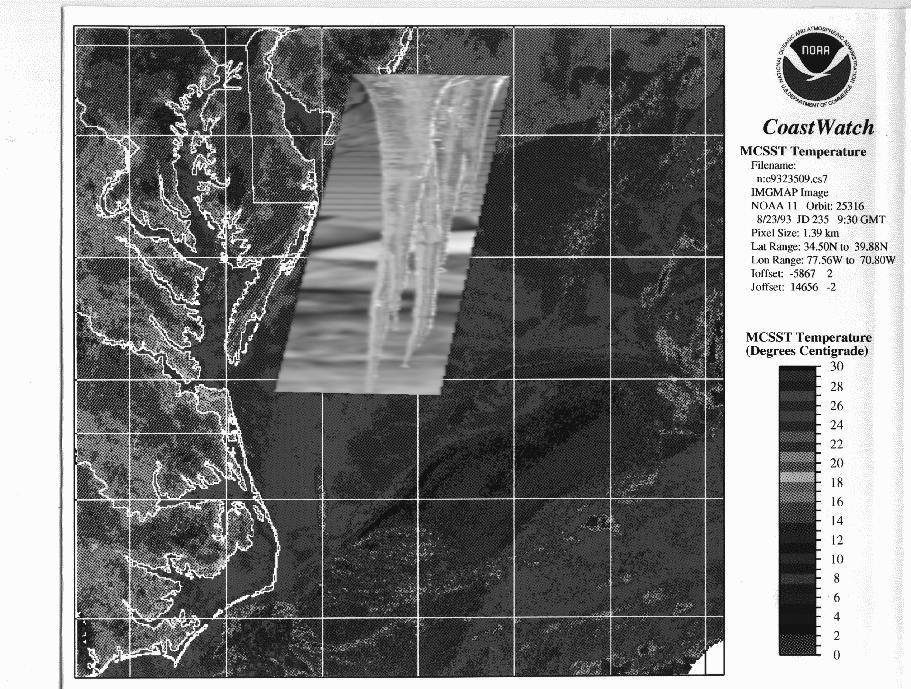 NATIONAL OCEANIC AND ATMOSPHERIC ADMINISTRATION
NOAA
U.S. DEPARTMENT OF COMMERCE
CoastWatch
MCSST Temperature
Filename:
n:c9323509.cs7
IMGMAP Image
NOAA 11 Orbit: 25316
8/23/93 JD 235 9:30 GMT
Pixel Size: 1.39 km
Lat Range: 34.50N to 39.88N
Lon Range: 77.56W to 70.80W
Ioffset: -5867 2
Joffset: 14656 -2
MCSST Temperature
(Degrees Centigrade)
30
28
26
24
22
20
18
16
14
12
10
8
6
4
2
0